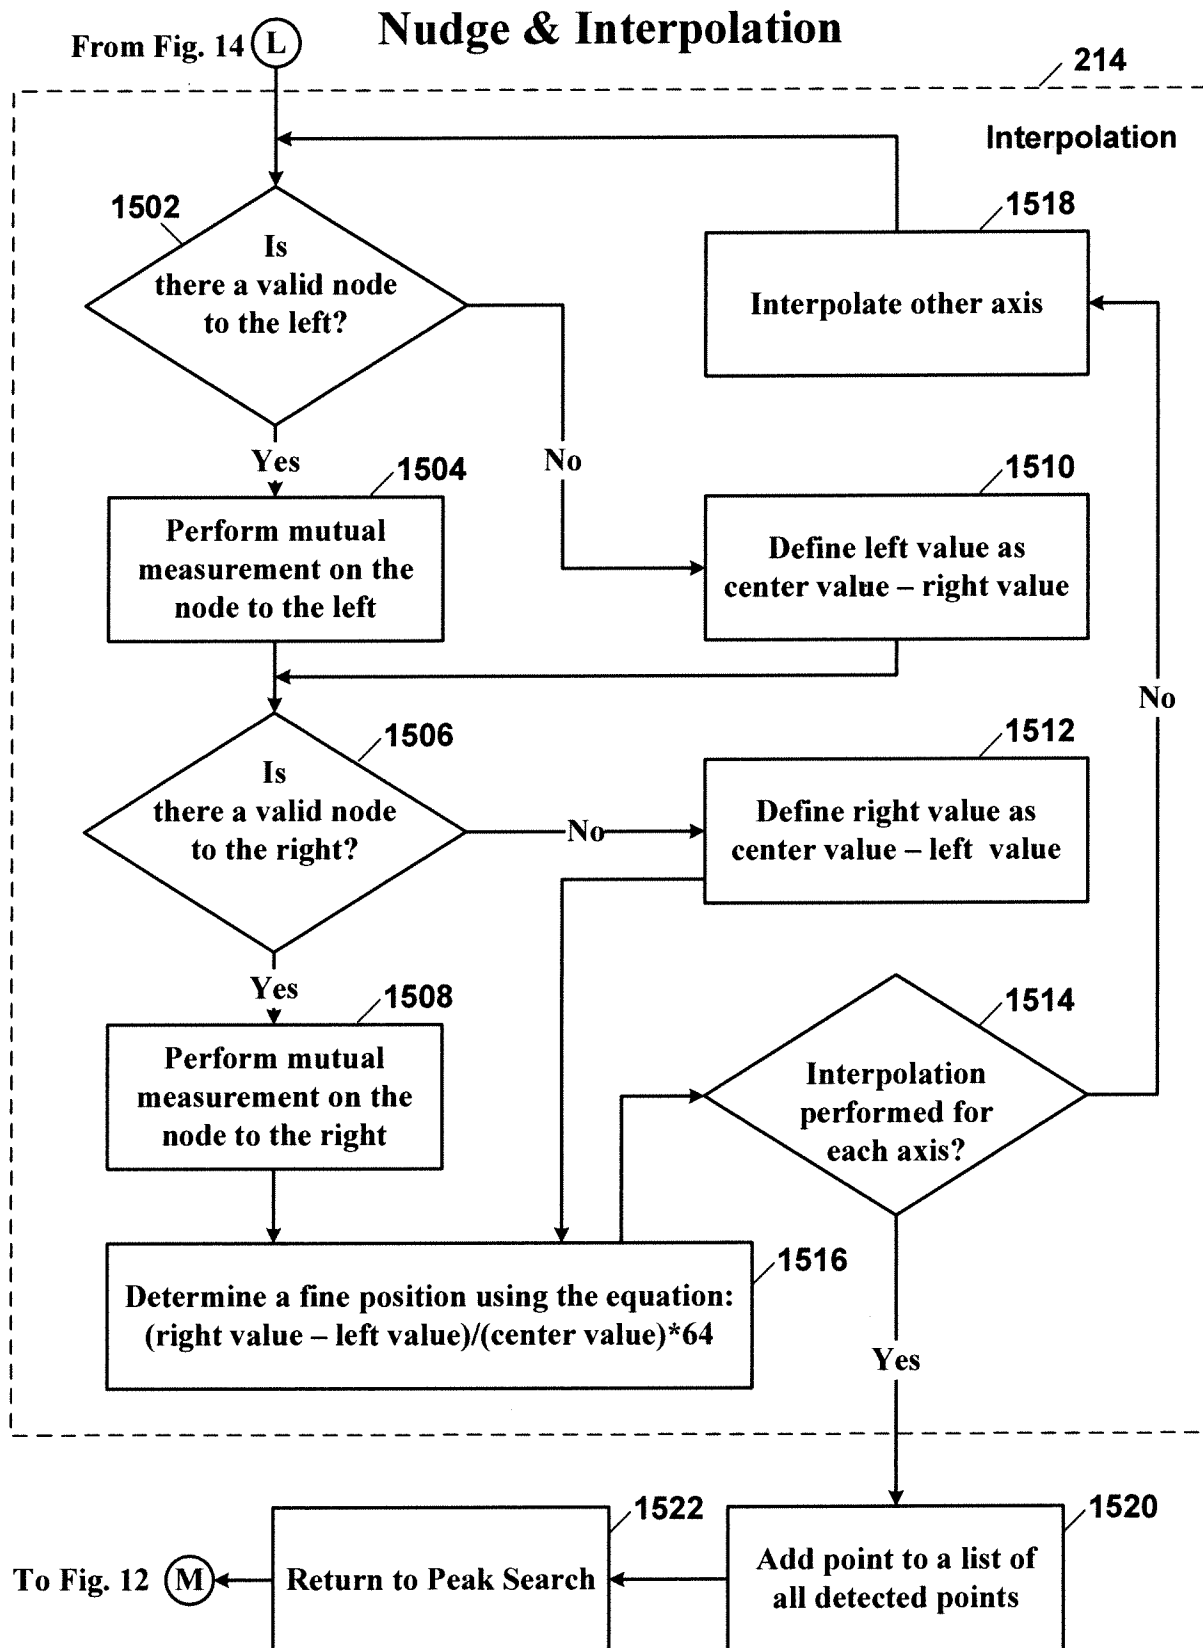 Nudge & Interpolation
From Fig. 14 L
214
Interpolation
1502
Is
there a valid node
to the left?
1518
Interpolate other axis
Yes
No
1504
Perform mutual
measurement on the
node to the left
1510
Define left value as
center value – right value
No
1506
Is
there a valid node
to the right?
No
1512
Define right value as
center value – left value
Yes
1508
Perform mutual
measurement on the
node to the right
1514
Interpolation
performed for
each axis?
1516
Determine a fine position using the equation:
(right value – left value)/(center value)*64
Yes
1520
Add point to a list of
all detected points
1522
Return to Peak Search
To Fig. 12 M